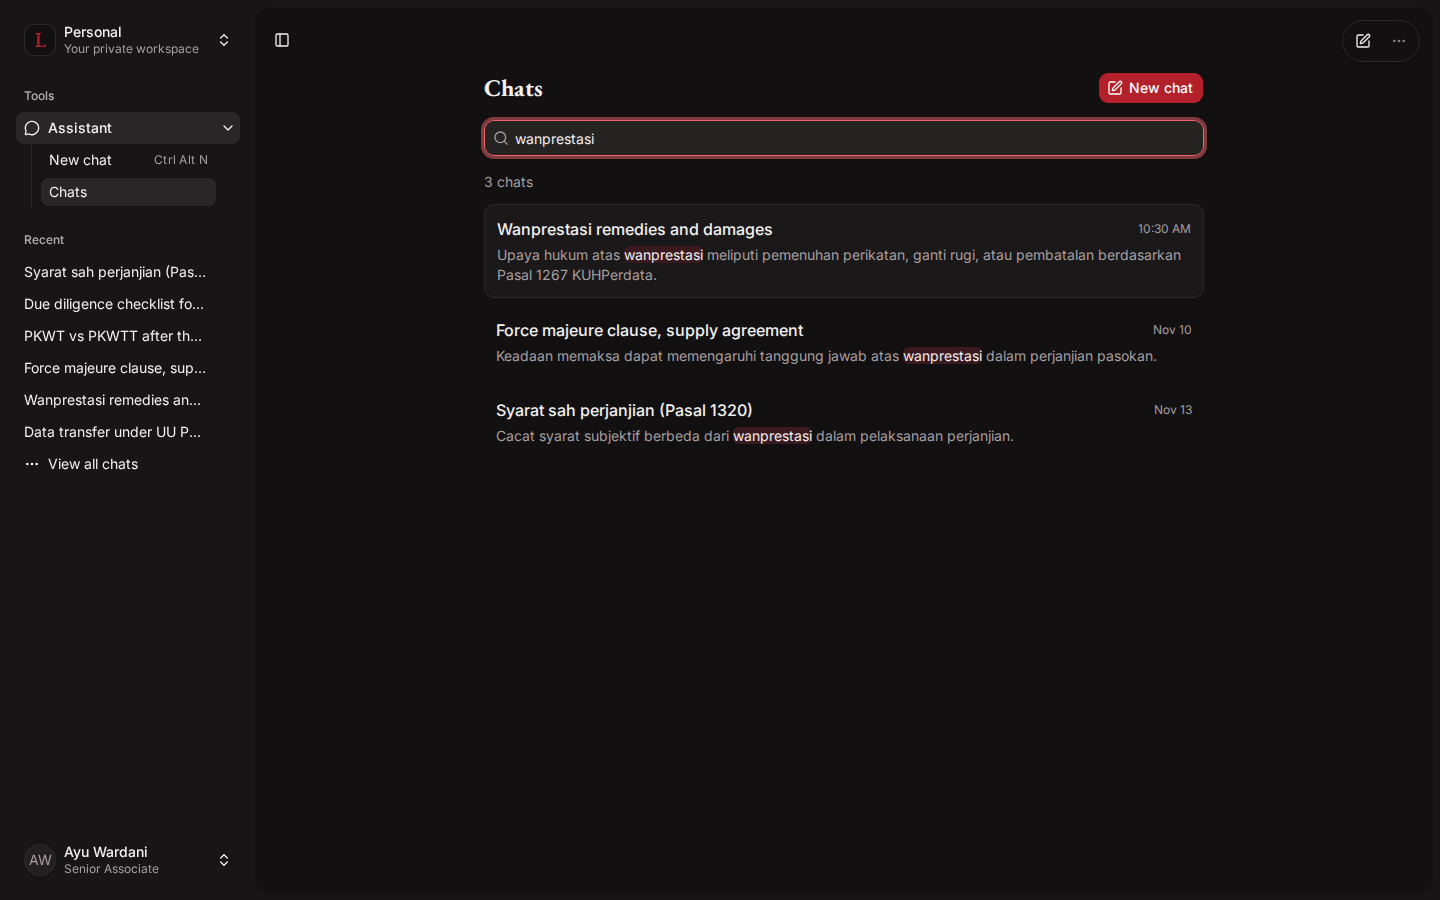 L
Personal
Your private workspace
Tools
Assistant
New chat
Ctrl Alt N
Chats
Recent
Syarat sah perjanjian (Pas...
Due diligence checklist fo...
PKWT vs PKWTT after th...
Force majeure clause, sup...
Wanprestasi remedies an...
Data transfer under UU P...
View all chats
AW
Ayu Wardani
Senior Associate
Chats
New chat
wanprestasi
3 chats
Wanprestasi remedies and damages
10:30 AM
Upaya hukum atas wanprestasi meliputi pemenuhan perikatan, ganti rugi, atau pembatalan berdasarkan
Pasal 1267 KUHPerdata.
Force majeure clause, supply agreement
Nov 10
Keadaan memaksa dapat memengaruhi tanggung jawab atas wanprestasi dalam perjanjian pasokan.
Syarat sah perjanjian (Pasal 1320)
Nov 13
Cacat syarat subjektif berbeda dari wanprestasi dalam pelaksanaan perjanjian.